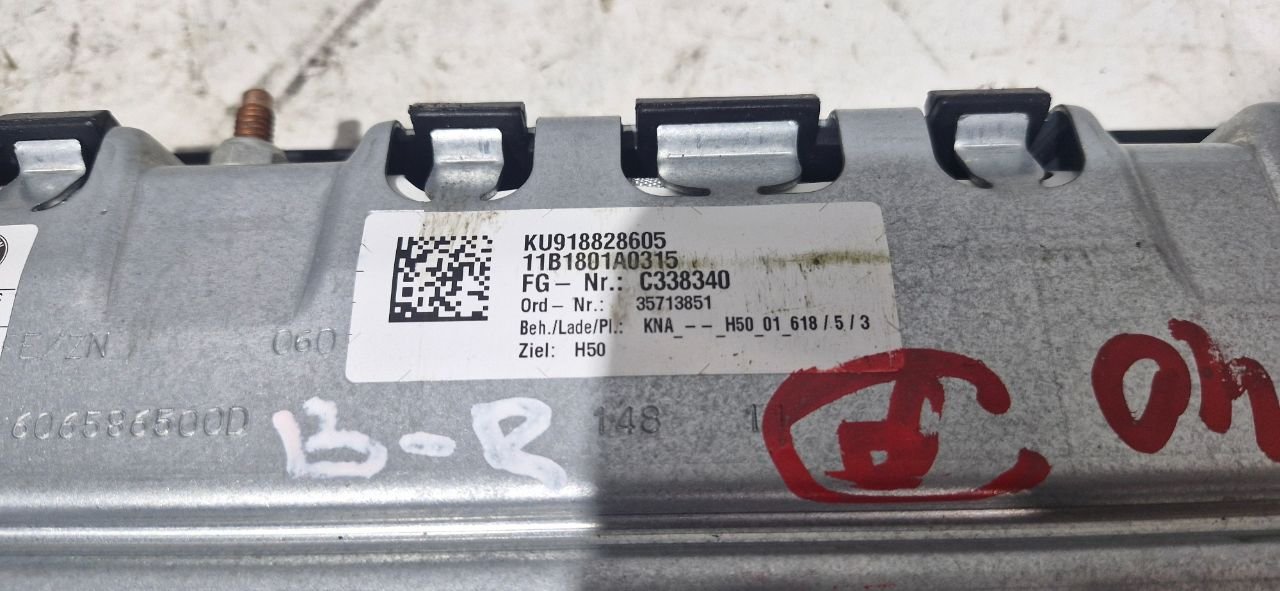 KU918828605
11B1801A0315
FG- Nr.: C338340
Ord- Nr.: 35713851
Beh./Lade/Pl.: KNA_--_H50_01_618/5/3
Ziel: H50
E/ZN 060
606586500D 148 11
B-R